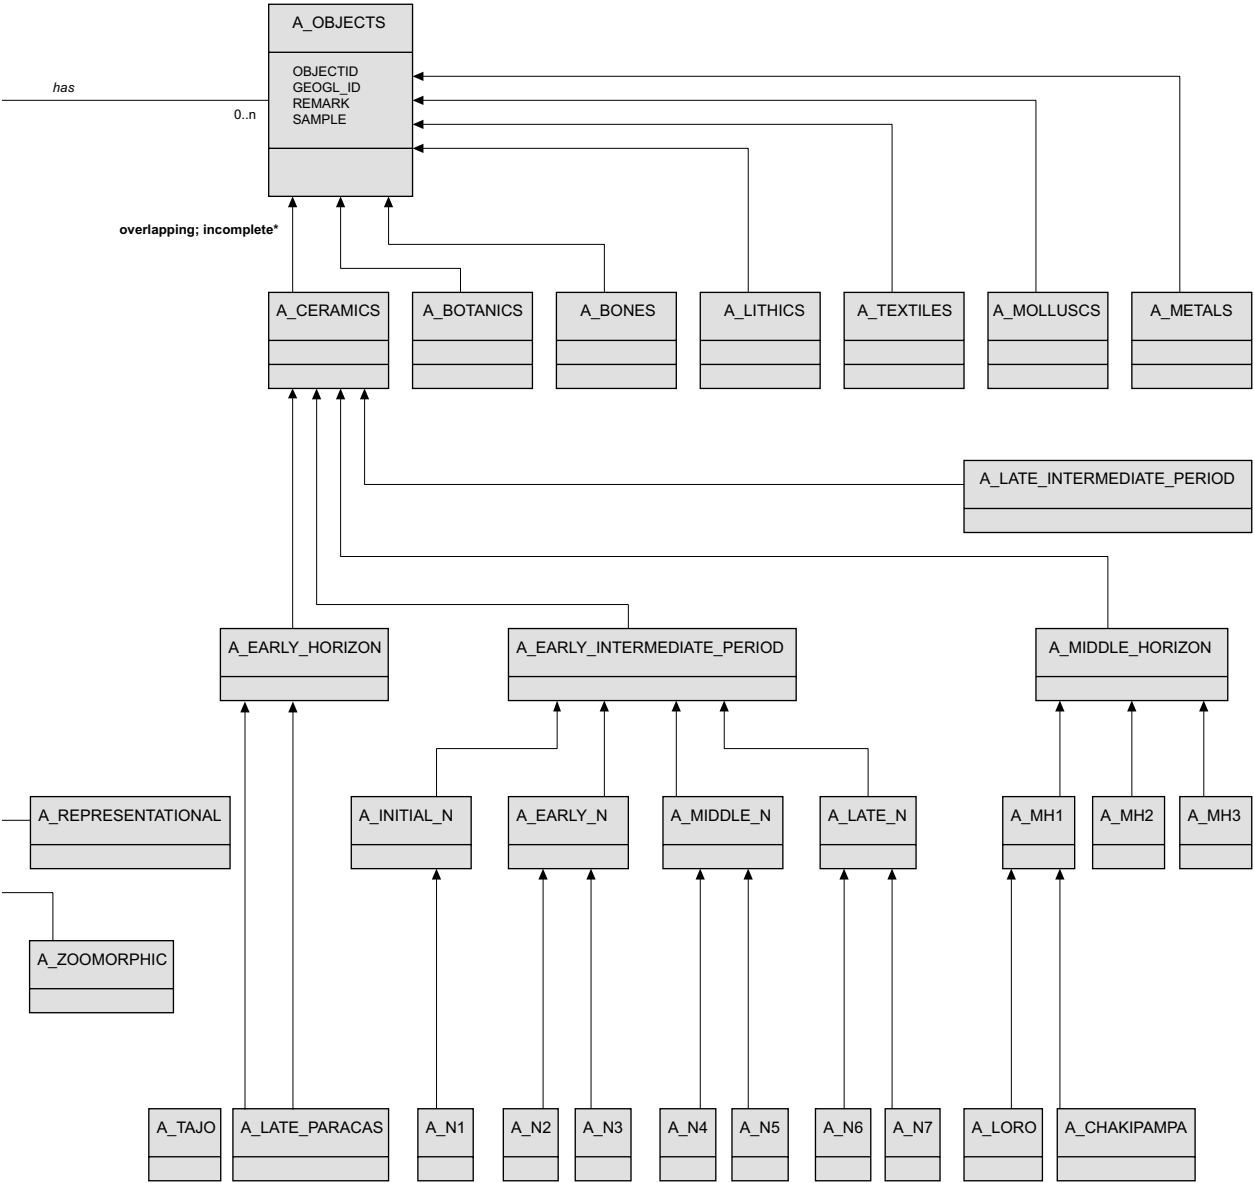 A_OBJECTS
OBJECTID
GEOGL_ID
REMARK
SAMPLE
has
0..n
overlapping; incomplete*
A_CERAMICS
A_BOTANICS
A_BONES
A_LITHICS
A_TEXTILES
A_MOLLUSCS
A_METALS
A_LATE_INTERMEDIATE_PERIOD
A_EARLY_HORIZON
A_EARLY_INTERMEDIATE_PERIOD
A_MIDDLE_HORIZON
A_REPRESENTATIONAL
A_INITIAL_N
A_EARLY_N
A_MIDDLE_N
A_LATE_N
A_MH1
A_MH2
A_MH3
A_ZOOMORPHIC
A_TAJO
A_LATE_PARACAS
A_N1
A_N2
A_N3
A_N4
A_N5
A_N6
A_N7
A_LORO
A_CHAKIPAMPA